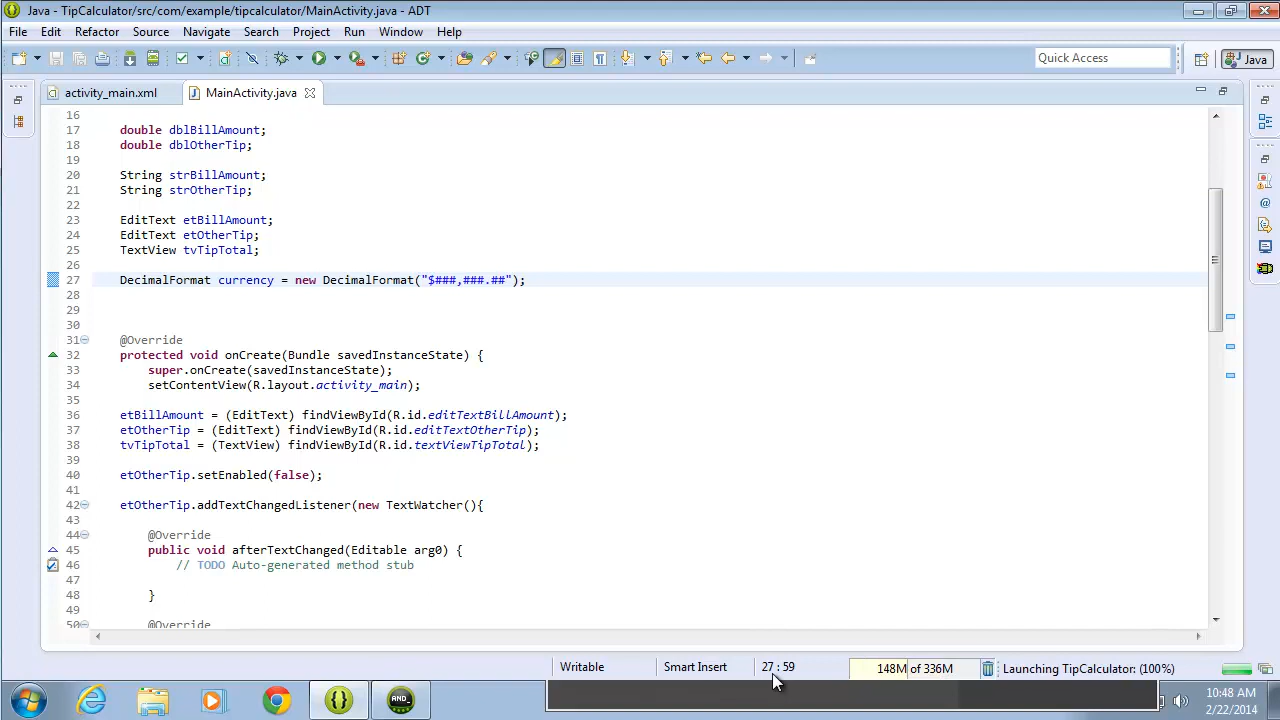 Java - TipCalculator/src/com/example/tipcalculator/MainActivity.java - ADT
File Edit Refactor Source Navigate Search Project Run Window Help
Quick Access
Java
activity_main.xml
MainActivity.java
16
17 double dblBillAmount;
18 double dblOtherTip;
19
20 String strBillAmount;
21 String strOtherTip;
22
23 EditText etBillAmount;
24 EditText etOtherTip;
25 TextView tvTipTotal;
26
27 DecimalFormat currency = new DecimalFormat("$###,###.##");
28
29
30
31 @Override
32 protected void onCreate(Bundle savedInstanceState) {
33 super.onCreate(savedInstanceState);
34 setContentView(R.layout.activity_main);
35
36 etBillAmount = (EditText) findViewById(R.id.editTextBillAmount);
37 etOtherTip = (EditText) findViewById(R.id.editTextOtherTip);
38 tvTipTotal = (TextView) findViewById(R.id.textViewTipTotal);
39
40 etOtherTip.setEnabled(false);
41
42 etOtherTip.addTextChangedListener(new TextWatcher(){
43
44 @Override
45 public void afterTextChanged(Editable arg0) {
46 // TODO Auto-generated method stub
47
48 }
49
50 @Override
Writable Smart Insert 27 : 59 148M of 336M Launching TipCalculator: (100%)
AND_
10:48 AM
2/22/2014